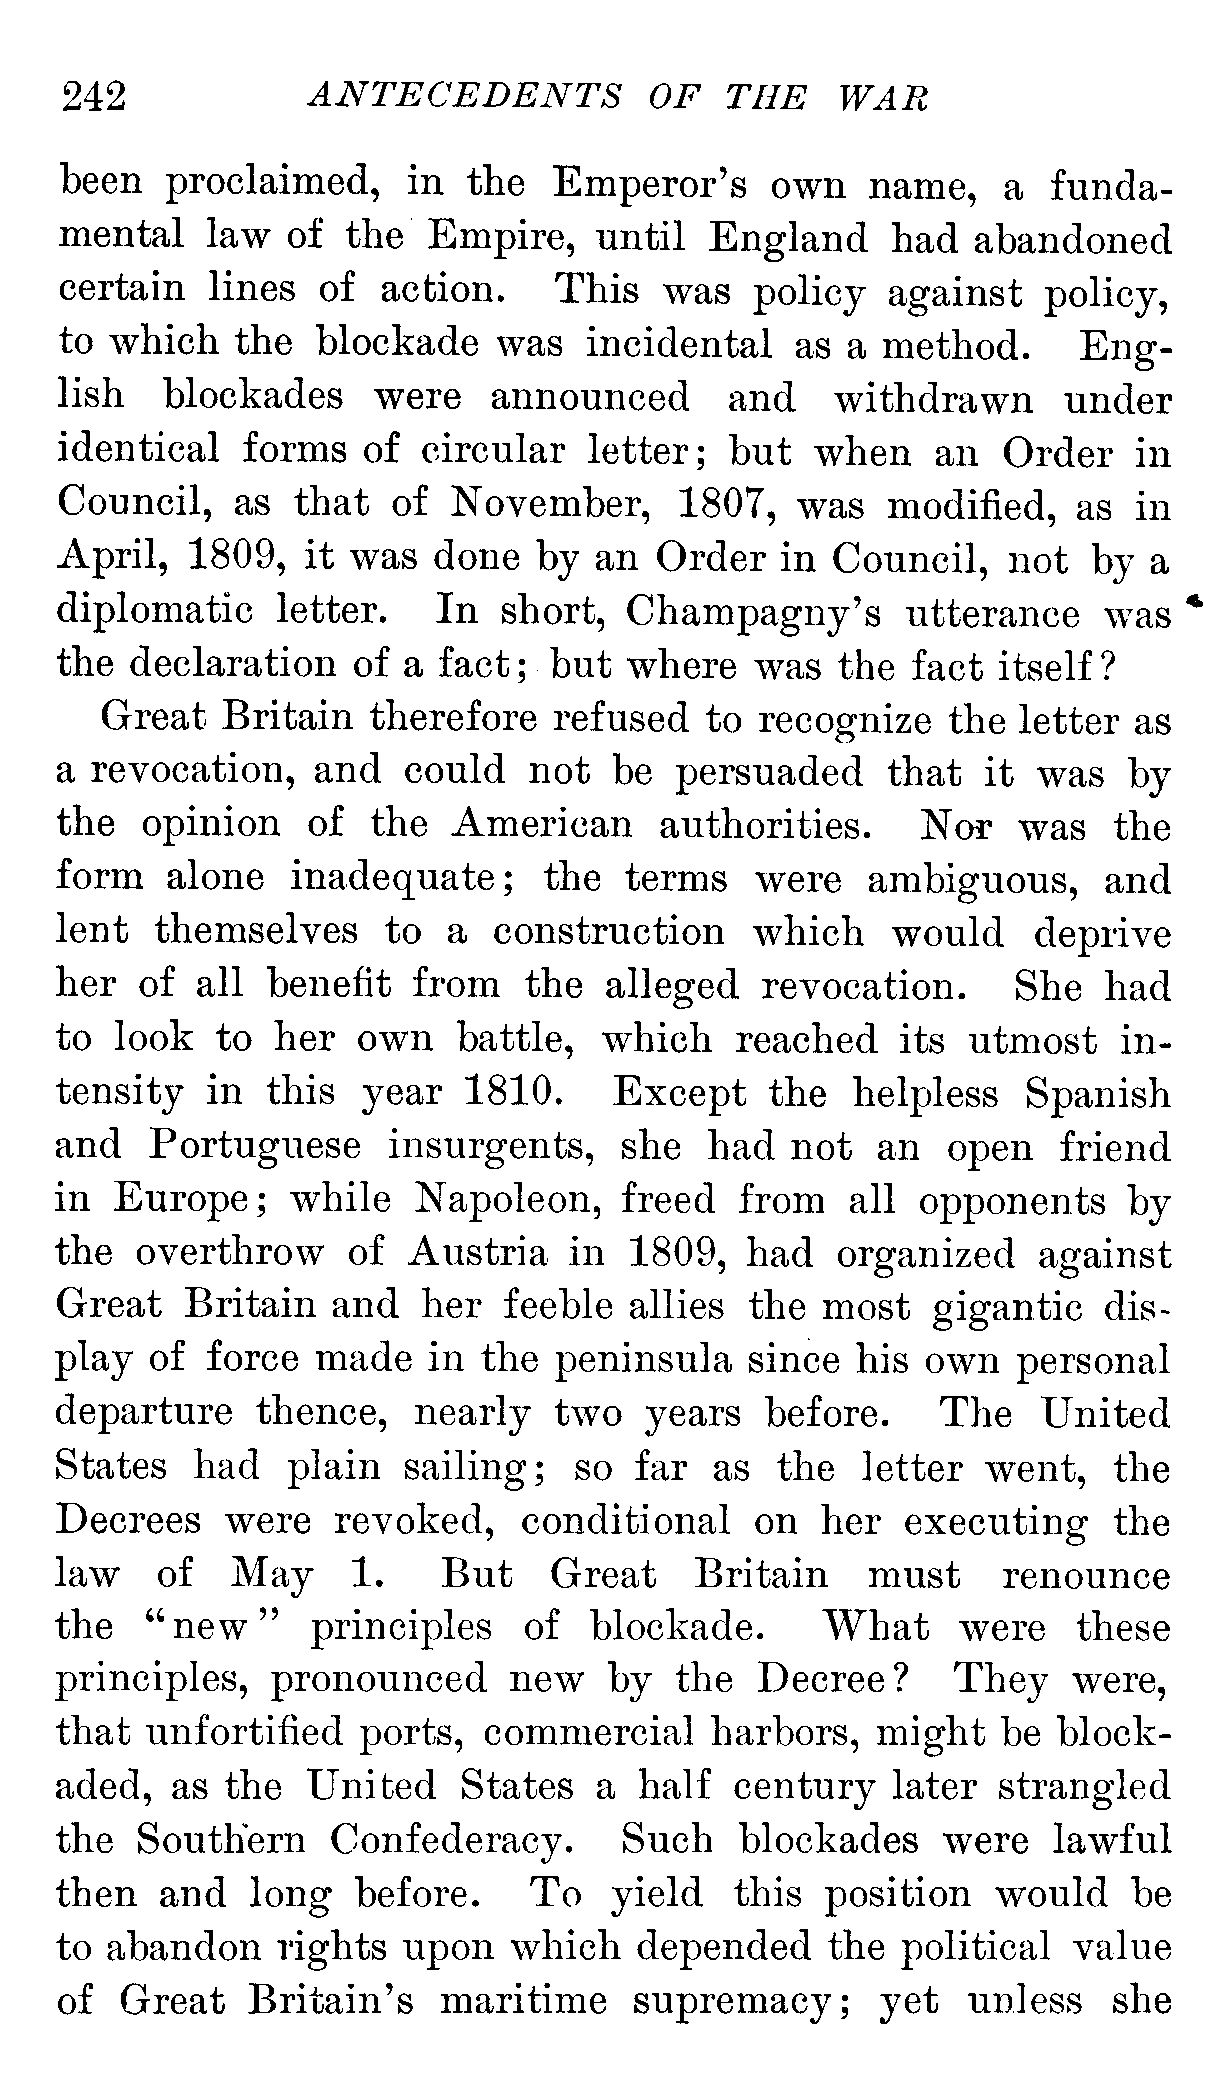 242 ANTECEDENTS OF THE WAR
been proclaimed, in the Emperor's own name, a funda-
mental law of the Empire, until England had abandoned
certain lines of action. This was policy against policy,
to which the blockade was incidental as a method. Eng-
lish blockades were announced and withdrawn under
identical forms of circular letter; but when an Order in
Council, as that of November, 1807, was modified, as in
April, 1809, it was done by an Order in Council, not by a
diplomatic letter. In short, Champagny's utterance was
the declaration of a fact; but where was the fact itself?
Great Britain therefore refused to recognize the letter as
a revocation, and could not be persuaded that it was by
the opinion of the American authorities. Nor was the
form alone inadequate; the terms were ambiguous, and
lent themselves to a construction which would deprive
her of all benefit from the alleged revocation. She had
to look to her own battle, which reached its utmost in-
tensity in this year 1810. Except the helpless Spanish
and Portuguese insurgents, she had not an open friend
in Europe; while Napoleon, freed from all opponents by
the overthrow of Austria in 1809, had organized against
Great Britain and her feeble allies the most gigantic dis-
play of force made in the peninsula since his own personal
departure thence, nearly two years before. The United
States had plain sailing; so far as the letter went, the
Decrees were revoked, conditional on her executing the
law of May 1. But Great Britain must renounce
the "new" principles of blockade. What were these
principles, pronounced new by the Decree? They were,
that unfortified ports, commercial harbors, might be block-
aded, as the United States a half century later strangled
the Southern Confederacy. Such blockades were lawful
then and long before. To yield this position would be
to abandon rights upon which depended the political value
of Great Britain's maritime supremacy; yet unless she